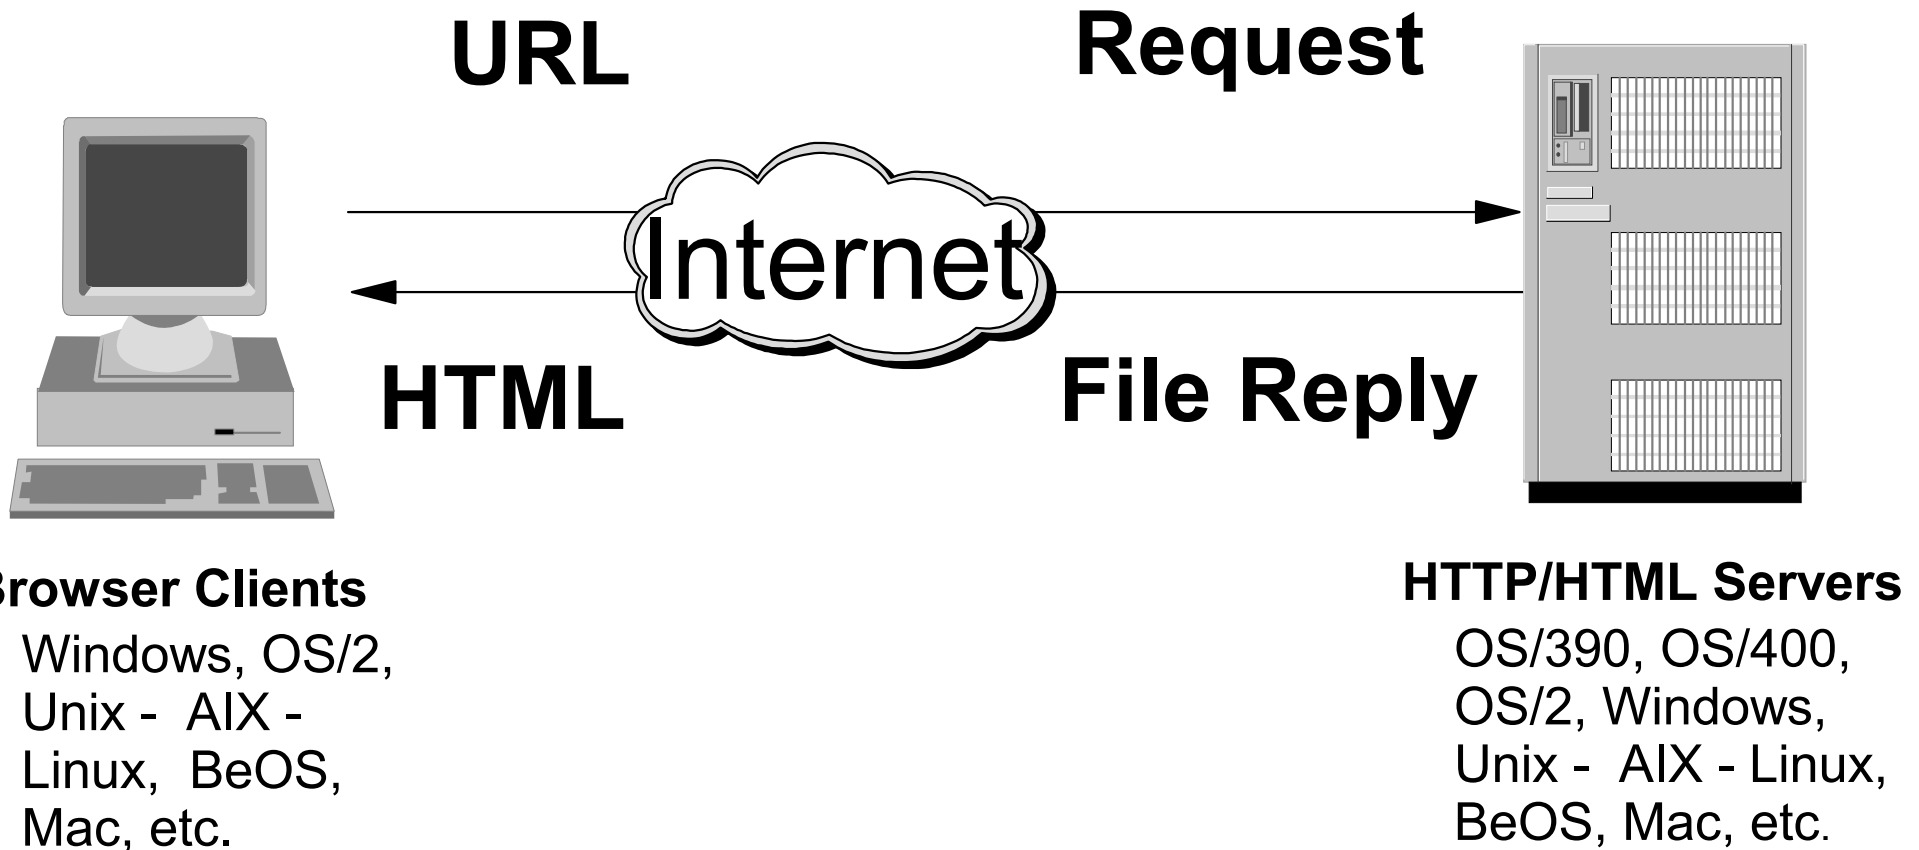 URL
Request
Internet
HTML
File Reply
Browser Clients
Windows, OS/2,
Unix - AIX -
Linux, BeOS,
Mac, etc.
HTTP/HTML Servers
OS/390, OS/400,
OS/2, Windows,
Unix - AIX - Linux,
BeOS, Mac, etc.